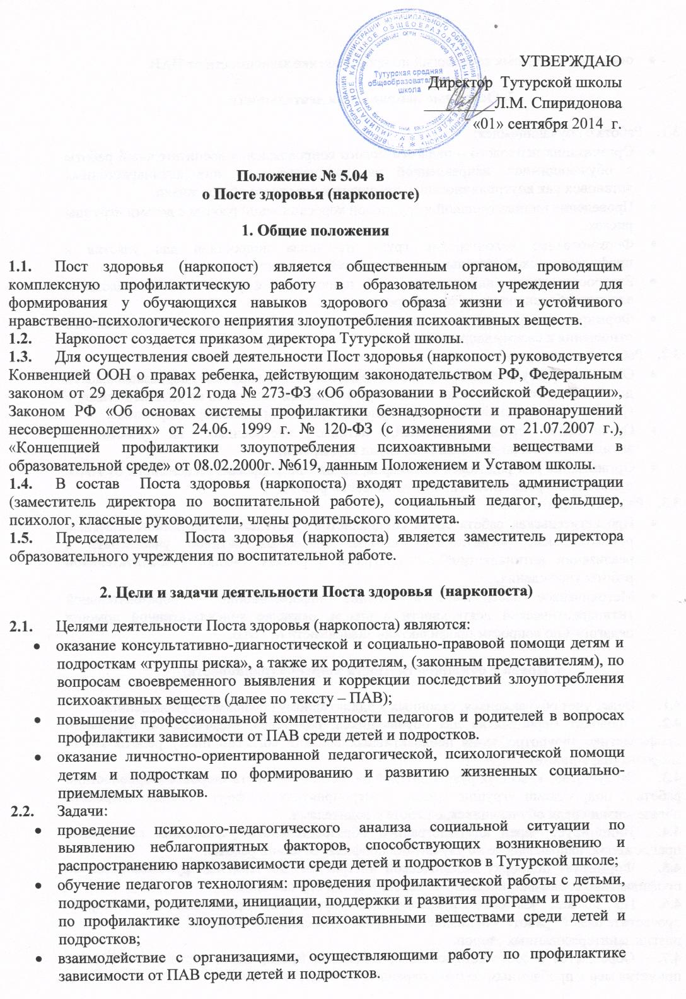 Тутурская средняя
общеобразовательная
школа
УТВЕРЖДАЮ
Директор Тутурской школы
_________Л.М. Спиридонова
«01» сентября 2014 г.
Положение № 5.04 в
о Посте здоровья (наркопосте)
1. Общие положения
1.1. Пост здоровья (наркопост) является общественным органом, проводящим
комплексную профилактическую работу в образовательном учреждении для
формирования у обучающихся навыков здорового образа жизни и устойчивого
нравственно-психологического неприятия злоупотребления психоактивных веществ.
1.2. Наркопост создается приказом директора Тутурской школы.
1.3. Для осуществления своей деятельности Пост здоровья (наркопост) руководствуется
Конвенцией ООН о правах ребенка, действующим законодательством РФ, Федеральным
законом от 29 декабря 2012 года № 273-ФЗ «Об образовании в Российской Федерации»,
Законом РФ «Об основах системы профилактики безнадзорности и правонарушений
несовершеннолетних» от 24.06. 1999 г. № 120-ФЗ (с изменениями от 21.07.2007 г.),
«Концепцией профилактики злоупотребления психоактивными веществами в
образовательной среде» от 08.02.2000г. №619, данным Положением и Уставом школы.
1.4. В состав Поста здоровья (наркопоста) входят представитель администрации
(заместитель директора по воспитательной работе), социальный педагог, фельдшер,
психолог, классные руководители, члены родительского комитета.
1.5. Председателем Поста здоровья (наркопоста) является заместитель директора
образовательного учреждения по воспитательной работе.
2. Цели и задачи деятельности Поста здоровья (наркопоста)
2.1. Целями деятельности Поста здоровья (наркопоста) являются:
• оказание консультативно-диагностической и социально-правовой помощи детям и
подросткам «группы риска», а также их родителям, (законным представителям), по
вопросам своевременного выявления и коррекции последствий злоупотребления
психоактивных веществ (далее по тексту – ПАВ);
• повышение профессиональной компетентности педагогов и родителей в вопросах
профилактики зависимости от ПАВ среди детей и подростков.
• оказание личностно-ориентированной педагогической, психологической помощи
детям и подросткам по формированию и развитию жизненных социально-
приемлемых навыков.
2.2. Задачи:
• проведение психолого-педагогического анализа социальной ситуации по
выявлению неблагоприятных факторов, способствующих возникновению и
распространению наркозависимости среди детей и подростков в Тутурской школе;
• обучение педагогов технологиям: проведения профилактической работы с детьми,
подростками, родителями, инициации, поддержки и развития программ и проектов
по профилактике злоупотребления психоактивными веществами среди детей и
подростков;
• взаимодействие с организациями, осуществляющими работу по профилактике
зависимости от ПАВ среди детей и подростков.